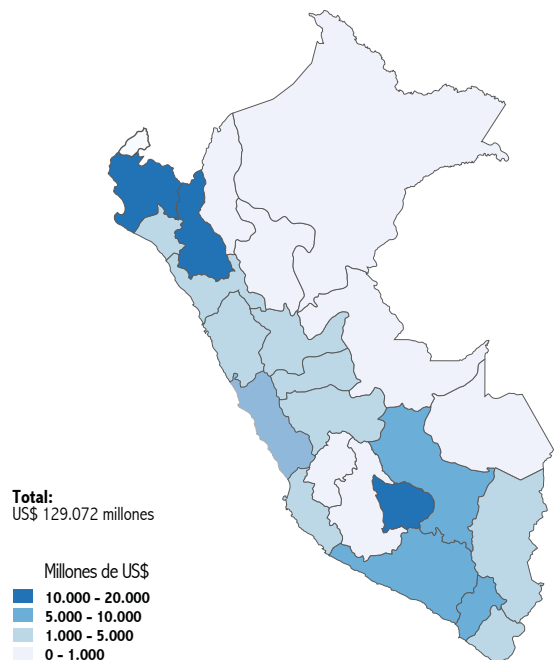 Total:
US$ 129.072 millones
Millones de US$
10.000 - 20.000
5.000 - 10.000
1.000 - 5.000
0 - 1.000